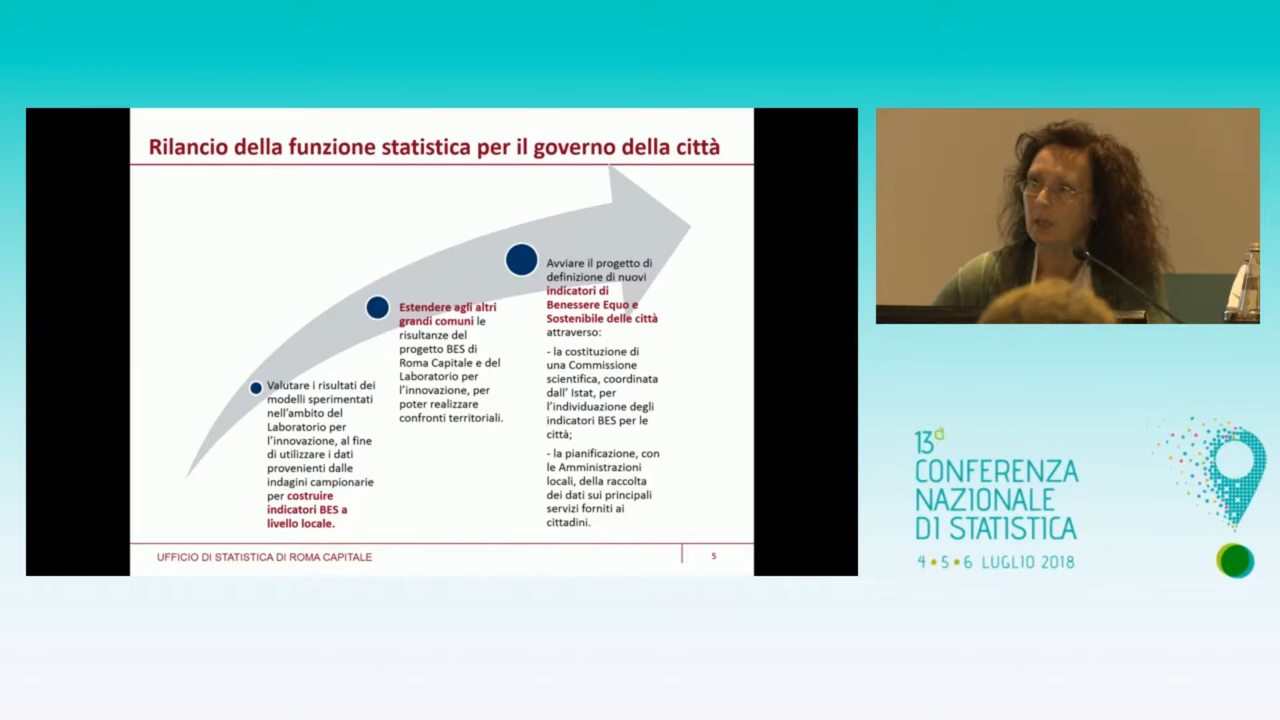 Rilancio della funzione statistica per il governo della città
Valutare i risultati dei
modelli sperimentati
nell'ambito del
Laboratorio per
l'innovazione, al fine
di utilizzare i dati
provenienti dalle
indagini campionarie
per costruire
indicatori BES a
livello locale.
Estendere agli altri
grandi comuni le
risultanze del
progetto BES di
Roma Capitale e del
Laboratorio per
l'innovazione, per
poter realizzare
confronti territoriali.
Avviare il progetto di
definizione di nuovi
indicatori di
Benessere Equo e
Sostenibile delle città
attraverso:
- la costituzione di
una Commissione
scientifica, coordinata
dall' Istat, per
l'individuazione degli
indicatori BES per le
città;
- la pianificazione, con
le Amministrazioni
locali, della raccolta
dei dati sui principali
servizi forniti ai
cittadini.
UFFICIO DI STATISTICA DI ROMA CAPITALE
5
13a
CONFERENZA
NAZIONALE
DI STATISTICA
4•5•6 LUGLIO 2018